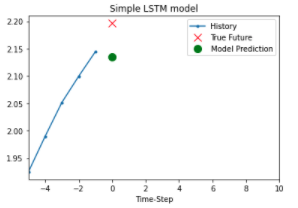 Simple LSTM model
2.20
2.15
2.10
2.05
2.00
1.95
History
True Future
Model Prediction
-4 -2 0 2 4 6 8 10
Time-Step